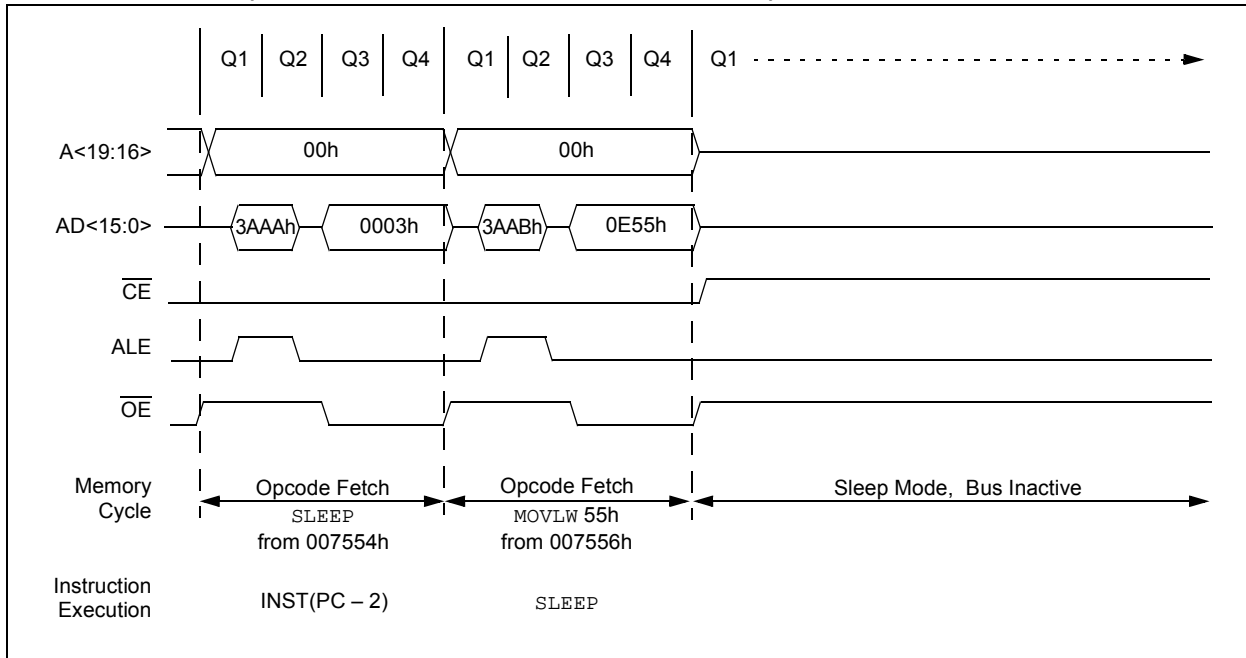 Q1 Q2 Q3 Q4 Q1 Q2 Q3 Q4 Q1
A<19:16> 00h 00h
AD<15:0> 3AAAh 0003h 3AABh 0E55h
CE
ALE
OE
Memory Cycle
Opcode Fetch
SLEEP
from 007554h
Opcode Fetch
MOVLW 55h
from 007556h
Sleep Mode, Bus Inactive
Instruction Execution
INST(PC – 2)
SLEEP